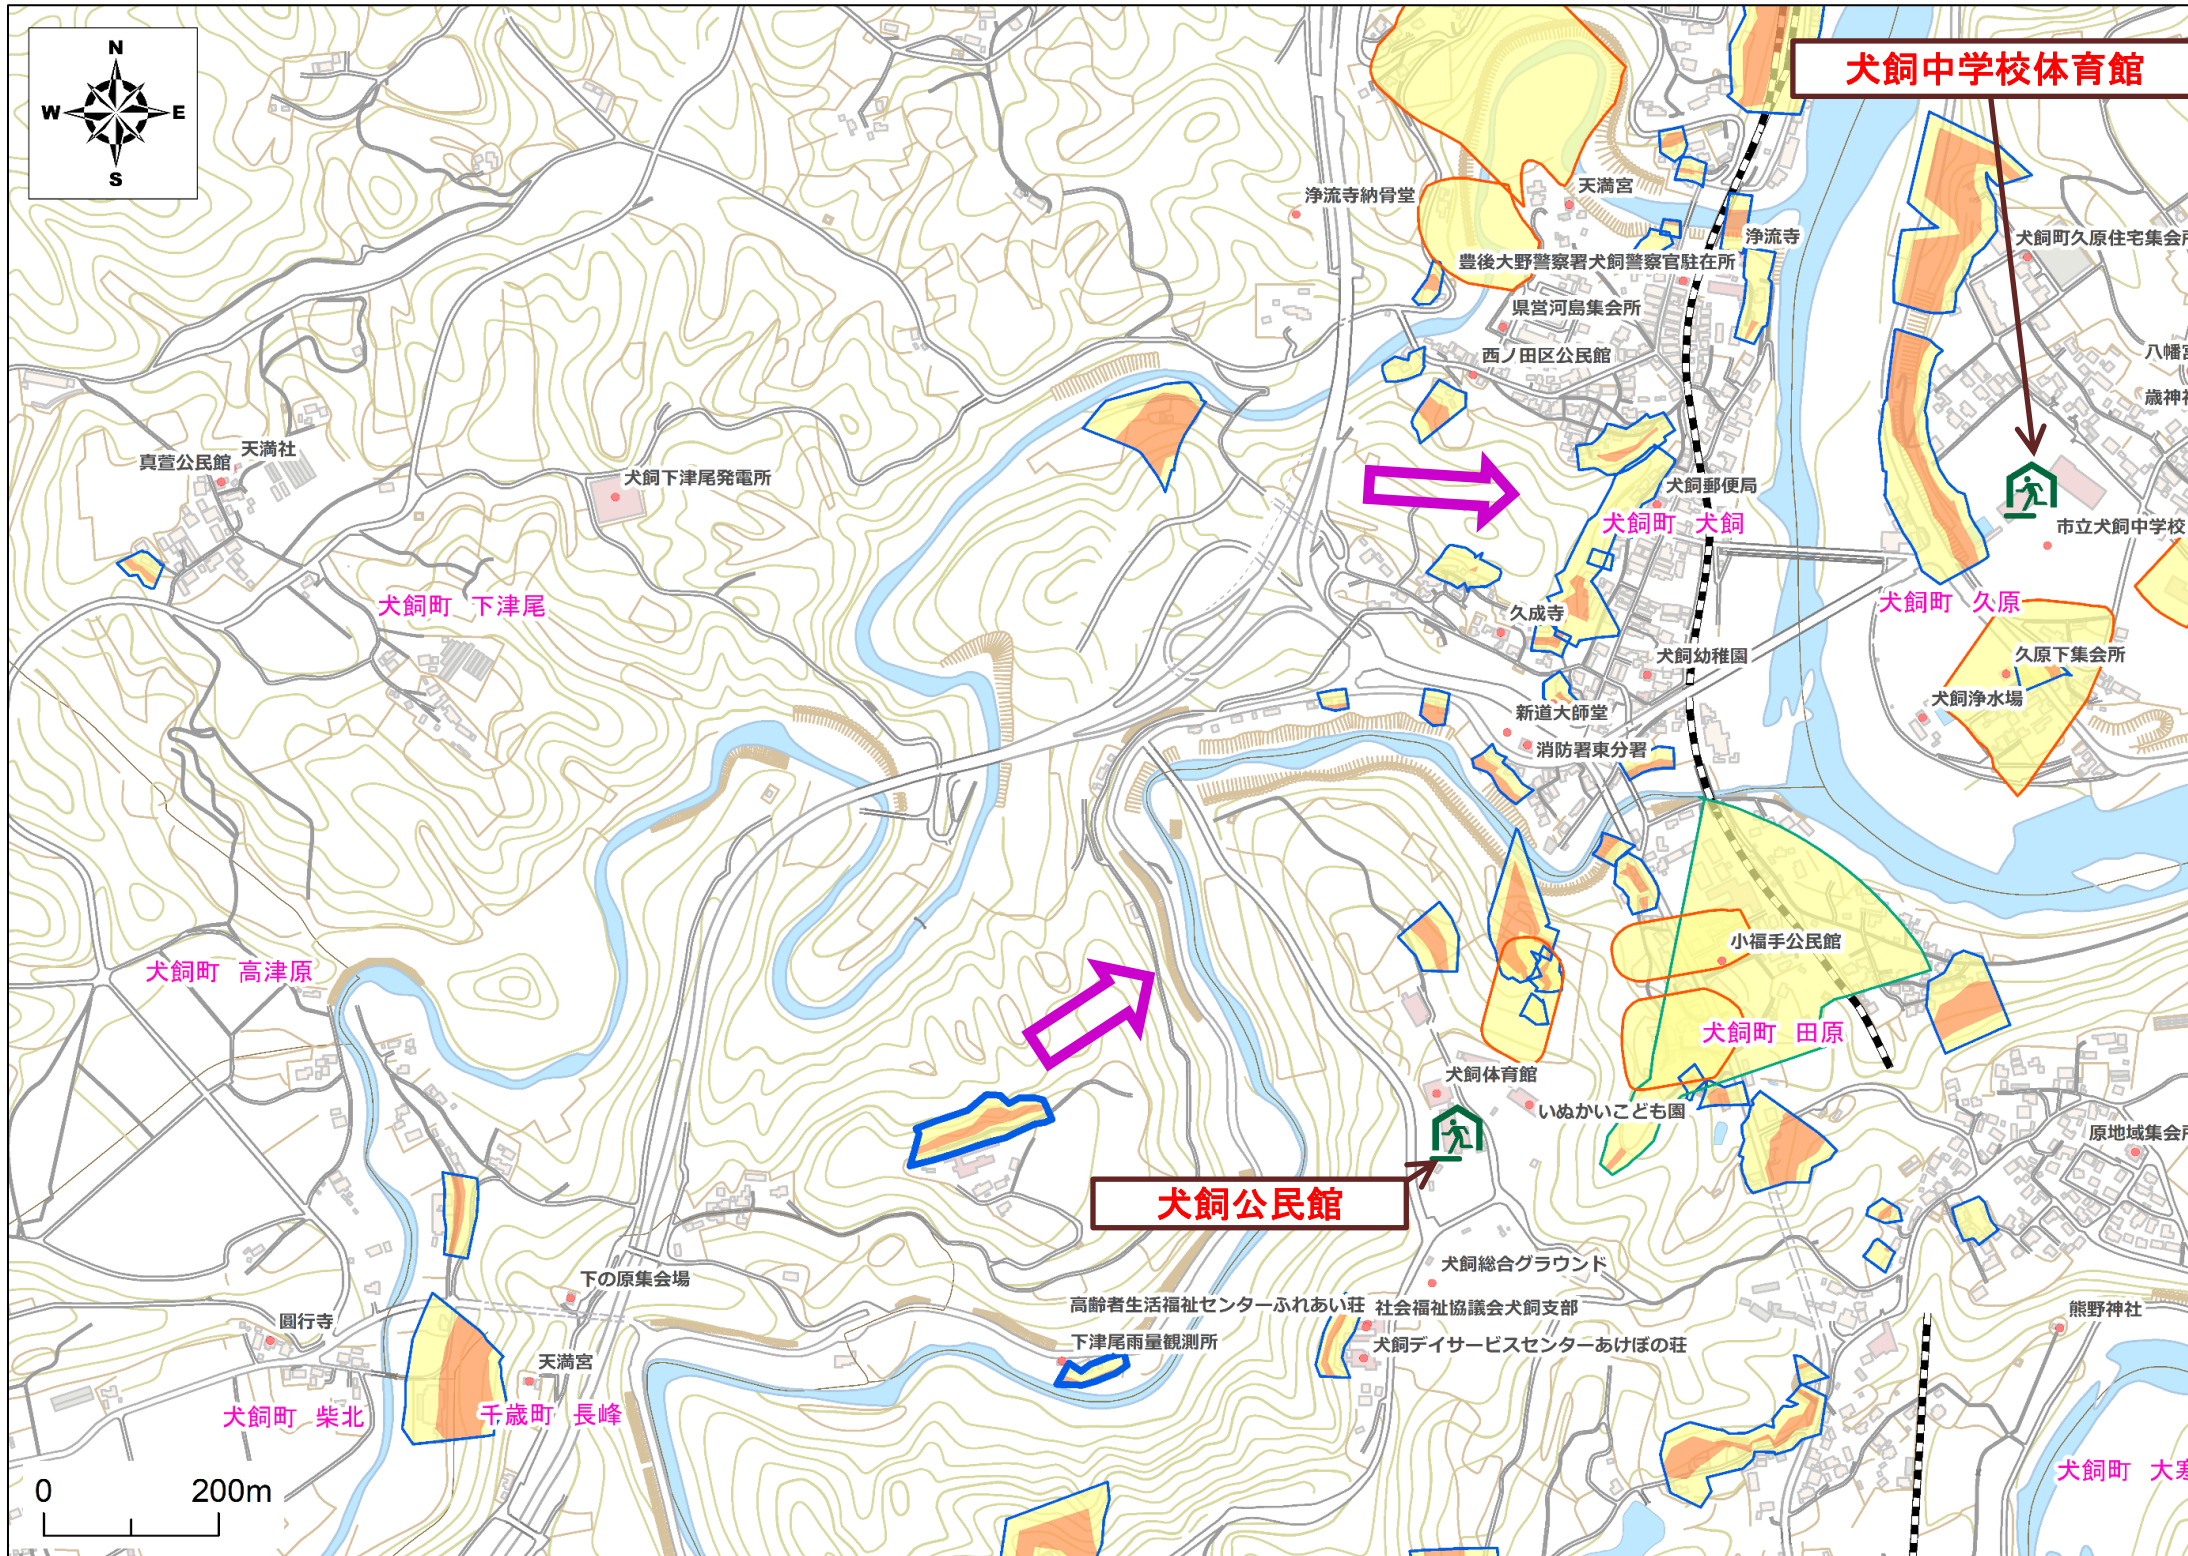 N
W
E
S
犬飼中学校体育館
天満宮
浄流寺納骨堂
浄流寺
犬飼町久原住宅集会所
豊後大野警察署犬飼警察官駐在所
県営河島集会所
西ノ田区公民館
八幡宮
歳神社
天満社
真萱公民館
犬飼下津尾発電所
犬飼郵便局
犬飼町 犬飼
市立犬飼中学校
犬飼町 下津尾
犬飼町 久原
久成寺
犬飼幼稚園
久原下集会所
犬飼浄水場
新道大師堂
消防署東分署
小福手公民館
犬飼町 高津原
犬飼町 田原
犬飼体育館
いぬかいこども園
原地域集会所
犬飼公民館
犬飼総合グラウンド
下の原集会場
高齢者生活福祉センターふれあい荘
社会福祉協議会犬飼支部
熊野神社
圓行寺
下津尾雨量観測所
犬飼デイサービスセンターあけぼの荘
天満宮
犬飼町 柴北
千歳町 長峰
犬飼町 大寒
0 200m